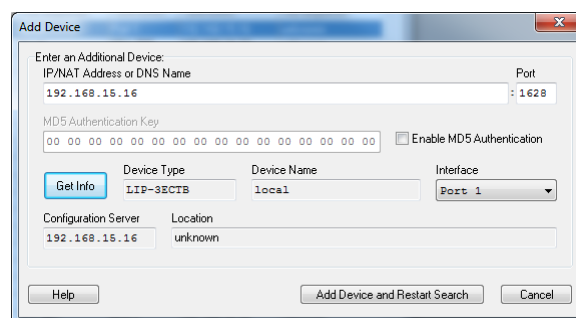 Add Device
Enter an Additional Device:
IP/NAT Address or DNS Name Port
192.168.15.16 : 1628
MD5 Authentication Key
00 00 00 00 00 00 00 00 00 00 00 00 00 00 00 00 Enable MD5 Authentication
Device Type Device Name Interface
Get Info LIP-3ECTB local Port 1
Configuration Server Location
192.168.15.16 unknown
Help Add Device and Restart Search Cancel